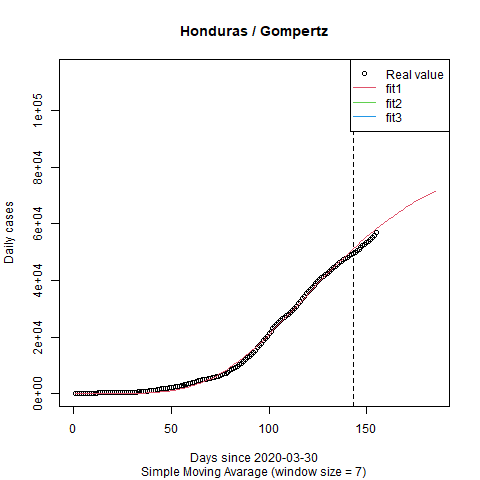 Honduras / Gompertz
Real value
fit1
fit2
fit3
Daily cases
1e+05
8e+04
6e+04
4e+04
2e+04
0e+00
0 50 100 150
Days since 2020-03-30
Simple Moving Avarage (window size = 7)